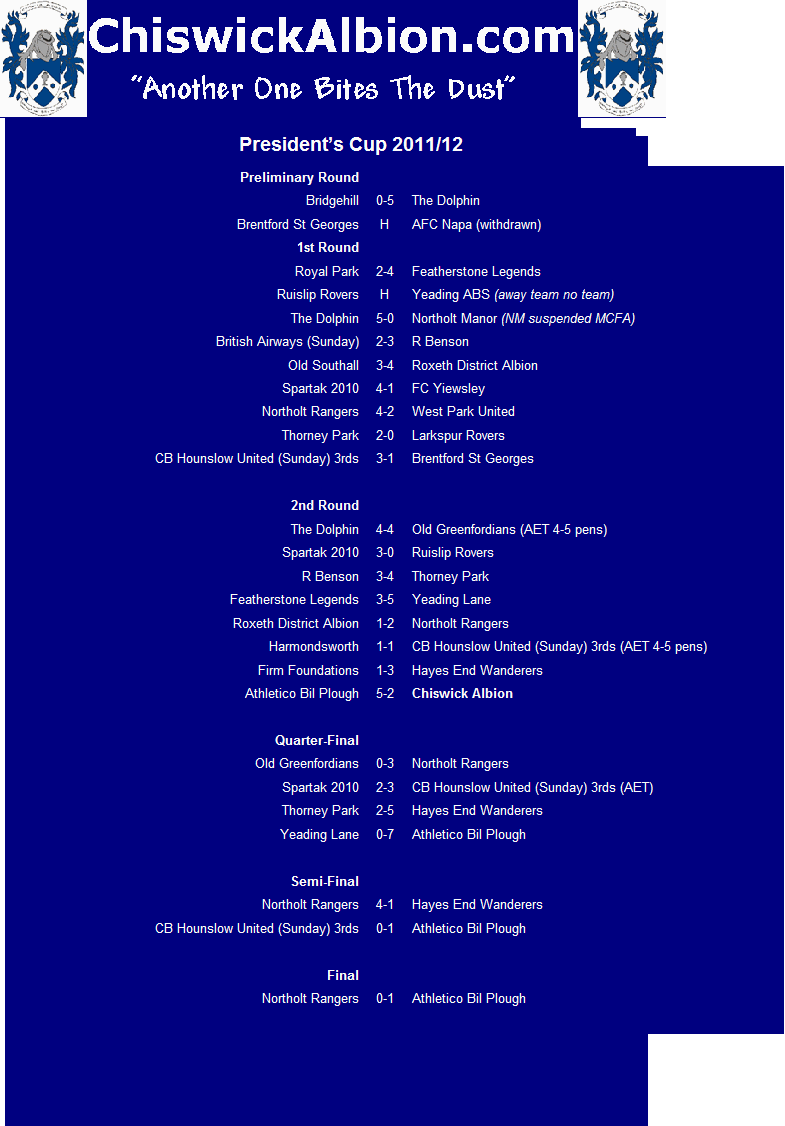 ChiswickAlbion.com
"Another One Bites The Dust"
President's Cup 2011/12
Preliminary Round
Bridgehill 0-5 The Dolphin
Brentford St Georges H AFC Napa (withdrawn)
1st Round
Royal Park 2-4 Featherstone Legends
Ruislip Rovers H Yeading ABS (away team no team)
The Dolphin 5-0 Northolt Manor (NM suspended MCFA)
British Airways (Sunday) 2-3 R Benson
Old Southall 3-4 Roxeth District Albion
Spartak 2010 4-1 FC Yiewsley
Northolt Rangers 4-2 West Park United
Thorney Park 2-0 Larkspur Rovers
CB Hounslow United (Sunday) 3rds 3-1 Brentford St Georges
2nd Round
The Dolphin 4-4 Old Greenfordians (AET 4-5 pens)
Spartak 2010 3-0 Ruislip Rovers
R Benson 3-4 Thorney Park
Featherstone Legends 3-5 Yeading Lane
Roxeth District Albion 1-2 Northolt Rangers
Harmondsworth 1-1 CB Hounslow United (Sunday) 3rds (AET 4-5 pens)
Firm Foundations 1-3 Hayes End Wanderers
Athletico Bil Plough 5-2 Chiswick Albion
Quarter-Final
Old Greenfordians 0-3 Northolt Rangers
Spartak 2010 2-3 CB Hounslow United (Sunday) 3rds (AET)
Thorney Park 2-5 Hayes End Wanderers
Yeading Lane 0-7 Athletico Bil Plough
Semi-Final
Northolt Rangers 4-1 Hayes End Wanderers
CB Hounslow United (Sunday) 3rds 0-1 Athletico Bil Plough
Final
Northolt Rangers 0-1 Athletico Bil Plough